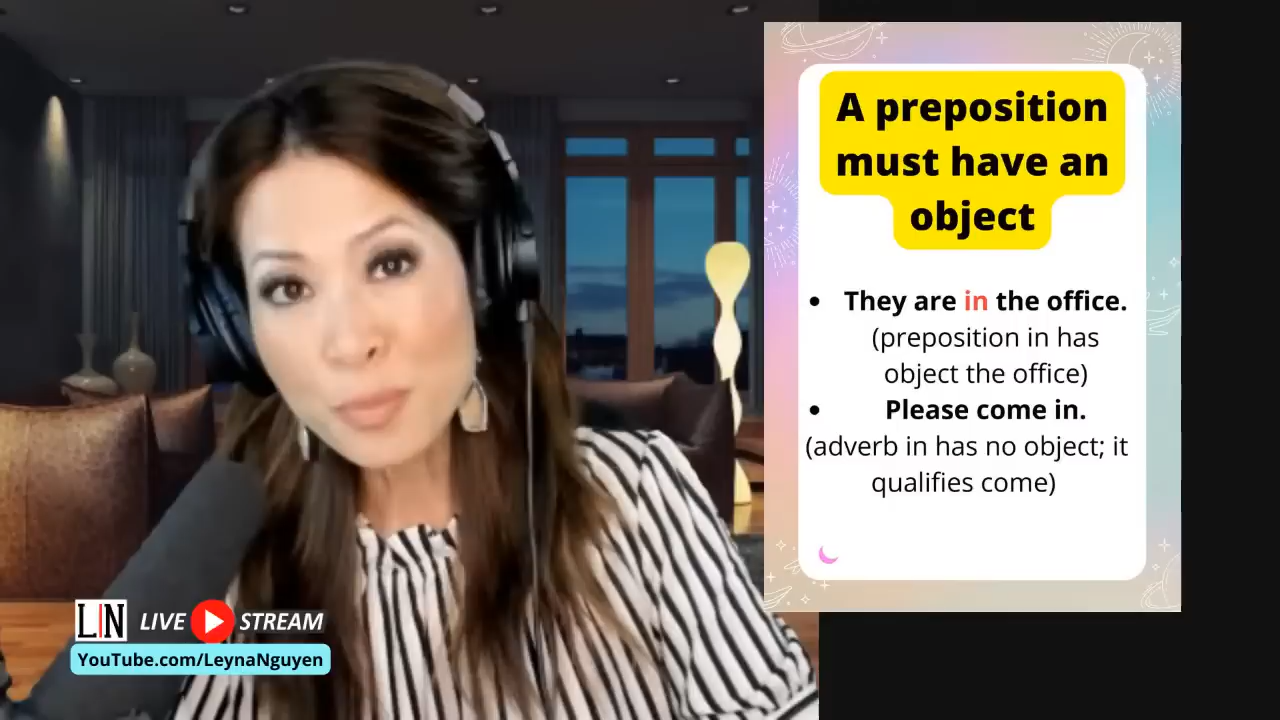 A preposition
must have an
object
• They are in the office.
(preposition in has
object the office)
• Please come in.
(adverb in has no object; it
qualifies come)
LIN LIVE STREAM
YouTube.com/LeynaNguyen